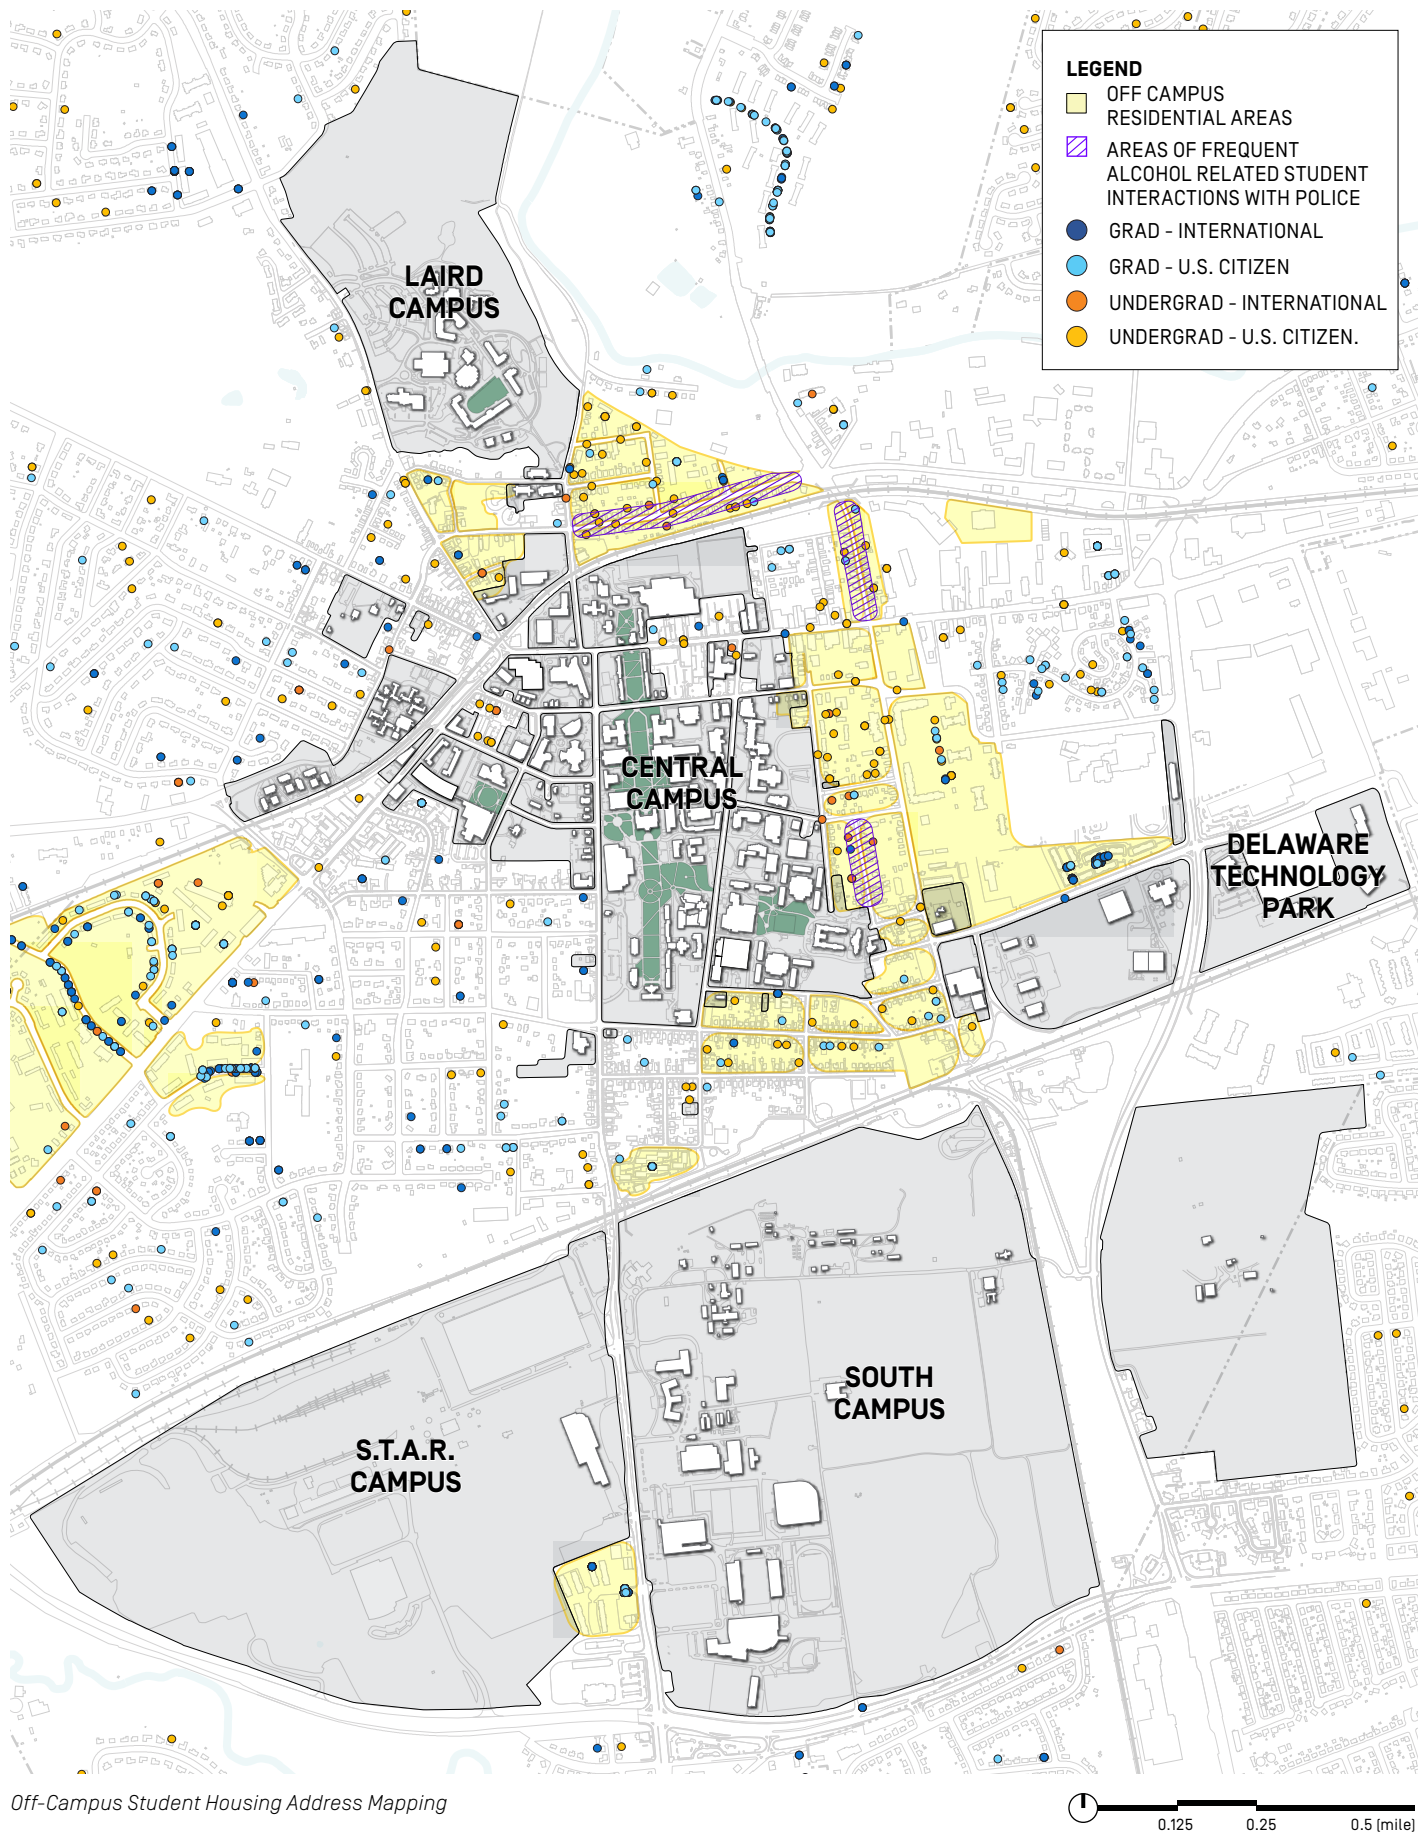 LEGEND
OFF CAMPUS
RESIDENTIAL AREAS
AREAS OF FREQUENT
ALCOHOL RELATED STUDENT
INTERACTIONS WITH POLICE
GRAD - INTERNATIONAL
GRAD - U.S. CITIZEN
UNDERGRAD - INTERNATIONAL
UNDERGRAD - U.S. CITIZEN.
LAIRD
CAMPUS
CENTRAL
CAMPUS
DELAWARE
TECHNOLOGY
PARK
SOUTH
CAMPUS
S.T.A.R.
CAMPUS
Off-Campus Student Housing Address Mapping
0.125
0.25
0.5 (mile)